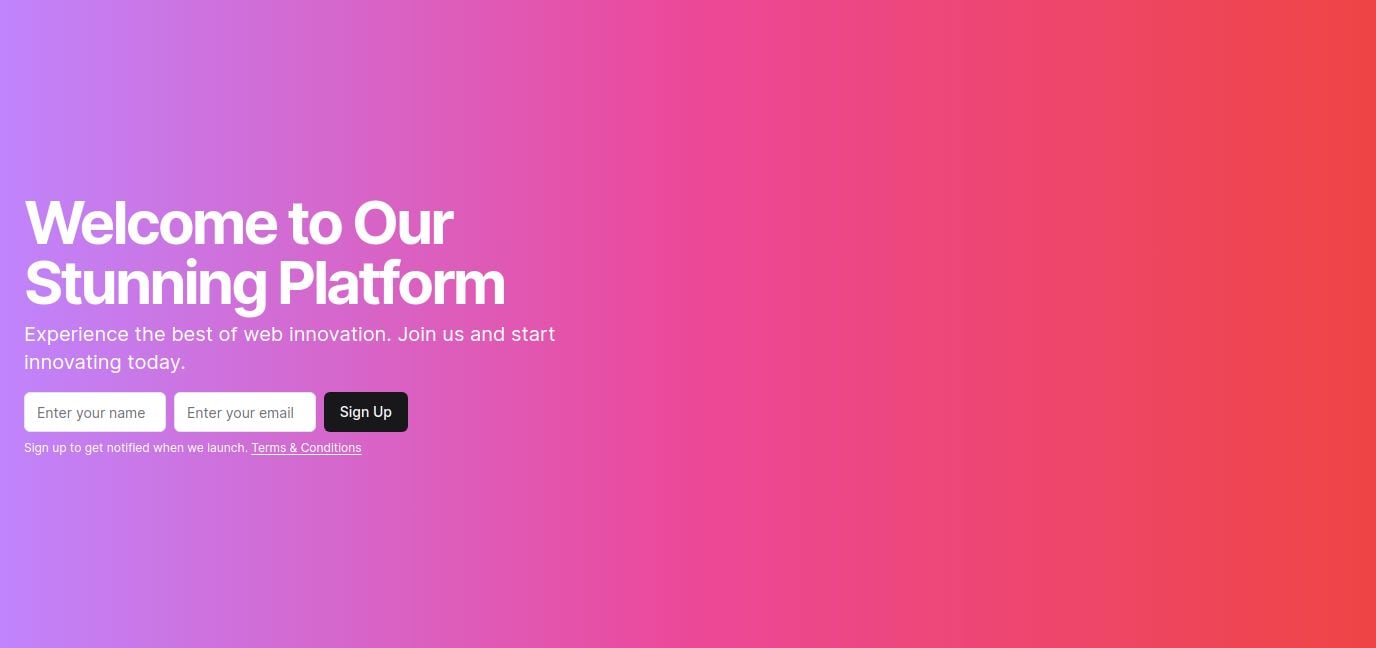 Welcome to Our
Stunning Platform
Experience the best of web innovation. Join us and start
innovating today.
Enter your name
Enter your email
Sign Up
Sign up to get notified when we launch. Terms & Conditions